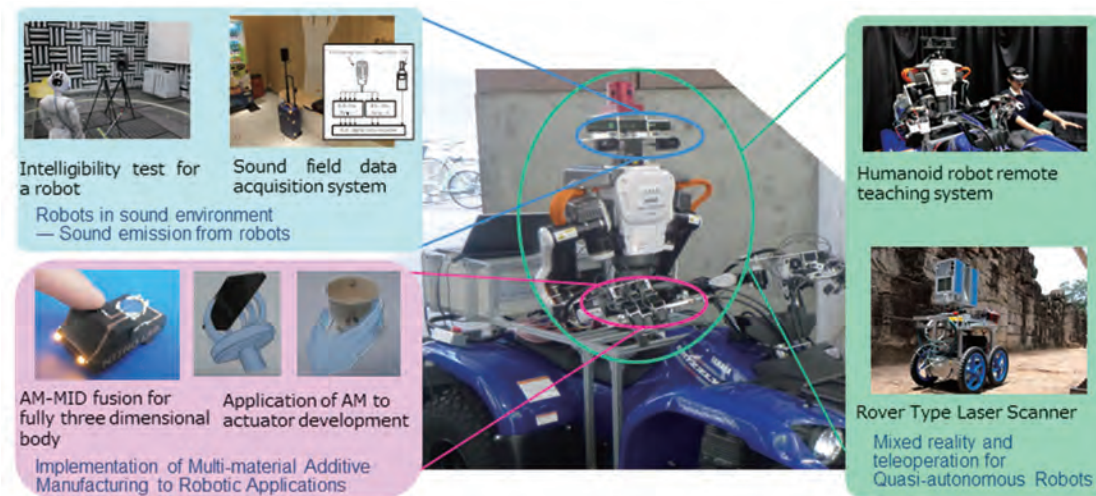 Intelligibility test for
a robot
Sound field data
acquisition system
Robots in sound environment
— Sound emission from robots
AM-MID fusion for
fully three dimensional
body
Application of AM to
actuator development
Implementation of Multi-material Additive
Manufacturing to Robotic Applications
YAMAHA
Humanoid robot remote
teaching system
Rover Type Laser Scanner
Mixed reality and
teleoperation for
Quasi-autonomous Robots